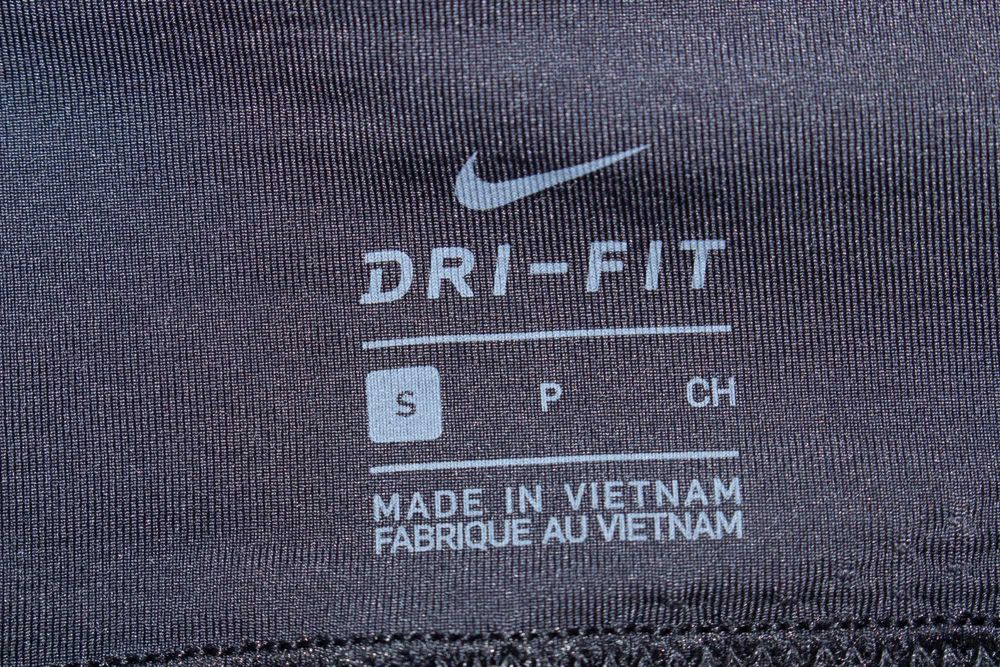 DRI-FIT
S P CH
MADE IN VIETNAM
FABRIQUE AU VIETNAM